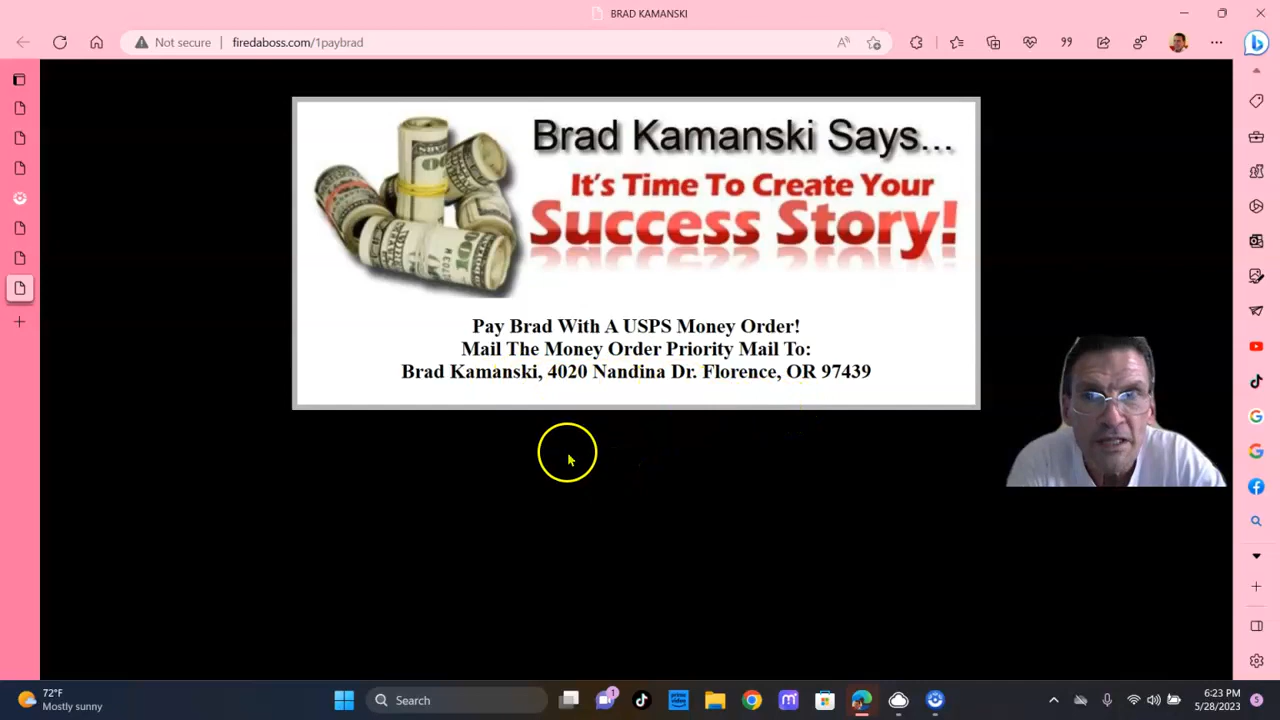 BRAD KAMANSKI
Not secure
firedaboss.com/1paybrad
Brad Kamanski Says...
It's Time To Create Your
Success Story!
Pay Brad With A USPS Money Order!
Mail The Money Order Priority Mail To:
Brad Kamanski, 4020 Nandina Dr. Florence, OR 97439
72°F
Mostly sunny
Search
6:23 PM
5/28/2023